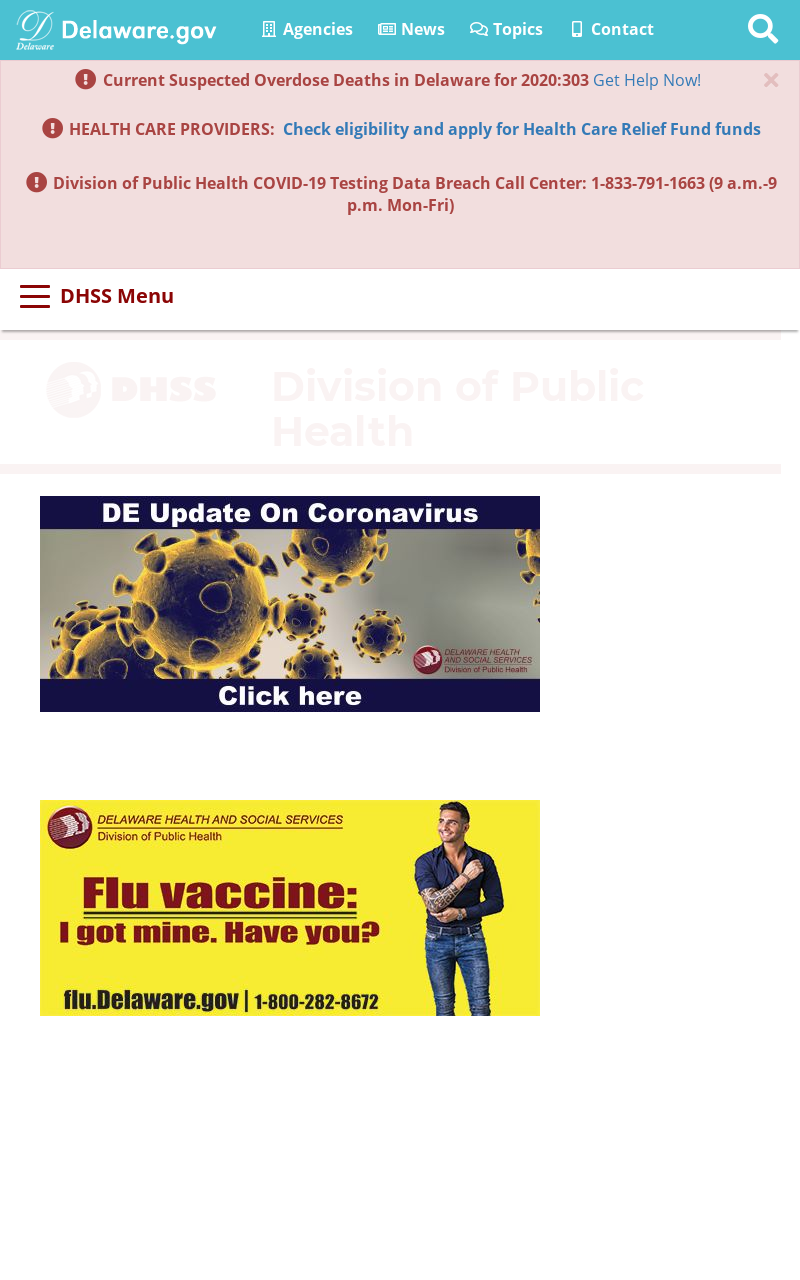 Delaware
Delaware.gov
Agencies
News
Topics
Contact
Current Suspected Overdose Deaths in Delaware for 2020:303 Get Help Now!
HEALTH CARE PROVIDERS: Check eligibility and apply for Health Care Relief Fund funds
Division of Public Health COVID-19 Testing Data Breach Call Center: 1-833-791-1663 (9 a.m.-9
p.m. Mon-Fri)
DHSS Menu
DHSS
Division of Public
Health
DE Update On Coronavirus
DELAWARE HEALTH
AND SOCIAL SERVICES
Division of Public Health
Click here
DELAWARE HEALTH AND SOCIAL SERVICES
Division of Public Health
Flu vaccine:
I got mine. Have you?
flu.Delaware.gov | 1-800-282-8672